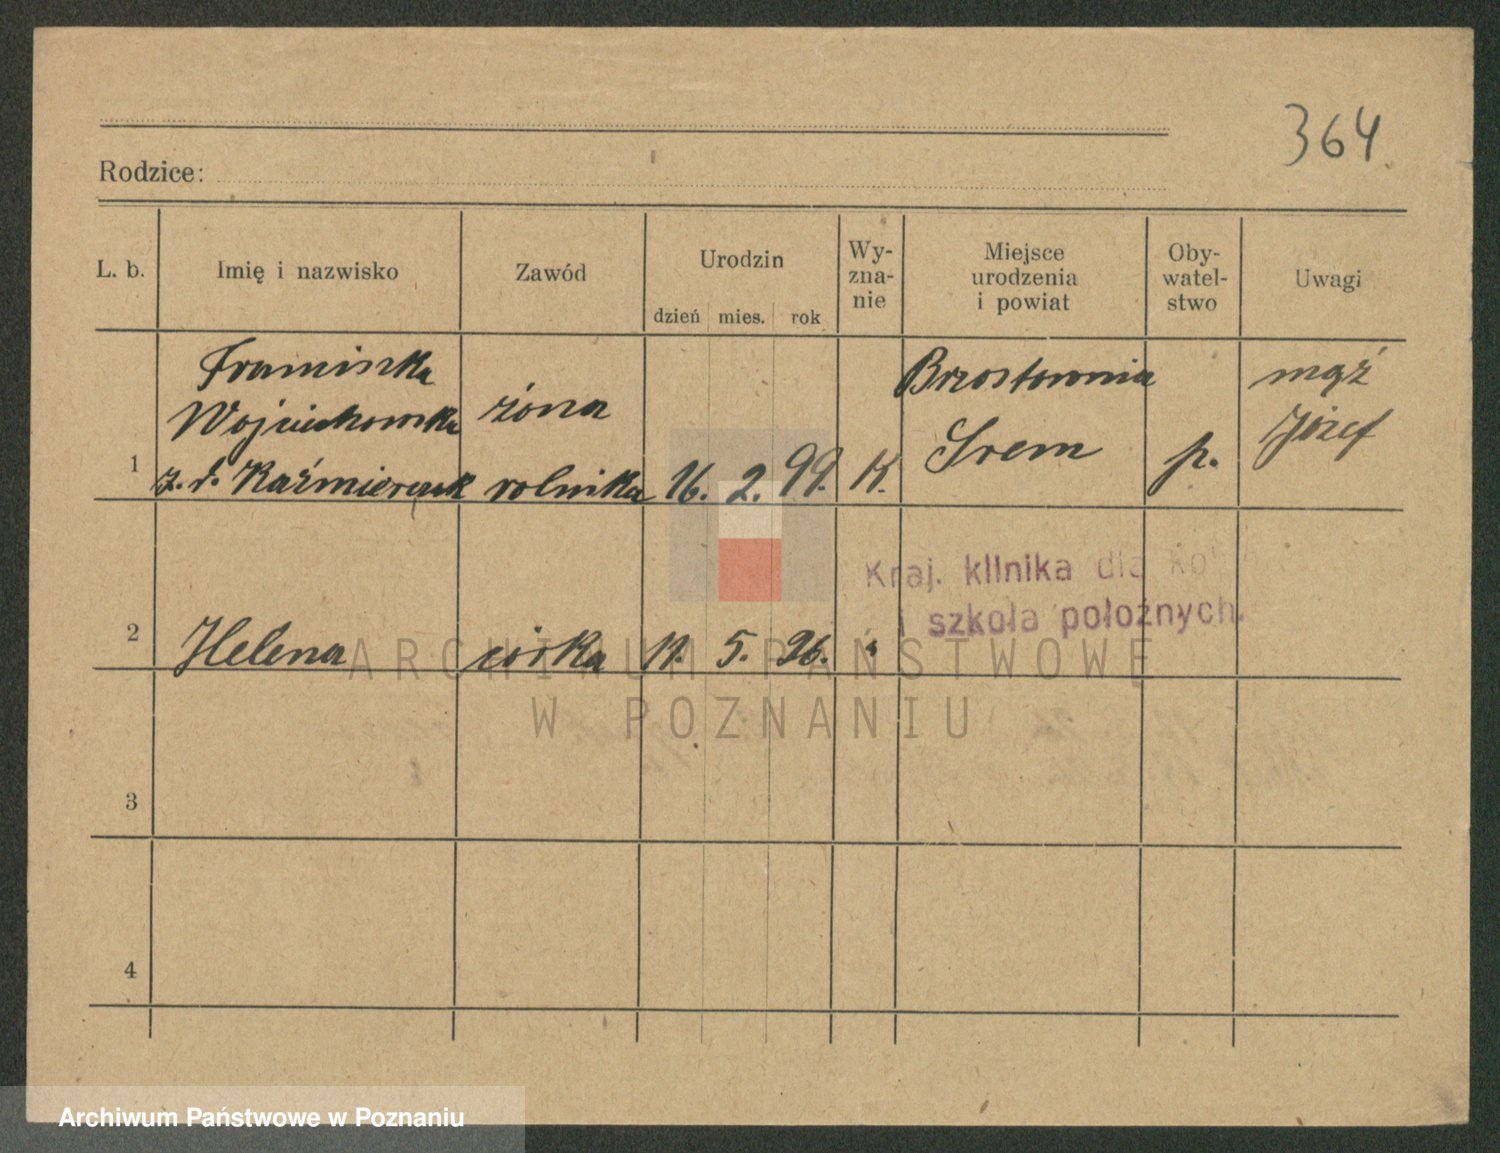 364.
Rodzice:
L. b. Imię i nazwisko Zawód Urodzin dzień mies. rok Wy-
zna-
nie Miejsce
urodzenia
i powiat Oby-
watel-
stwo Uwagi
Franciszka Brzostownia mąż
Wojciechowska żona Śrem Józef
1 z. d. Kaźmierczak rolnika 16. 2. 99. K. p.
Kraj. klinika dla kob
i szkoła położnych.
2 Helena córka 11. 5. 26. "
ARCHIWUM PAŃSTWOWE
W POZNANIU
3
4
Archiwum Państwowe w Poznaniu